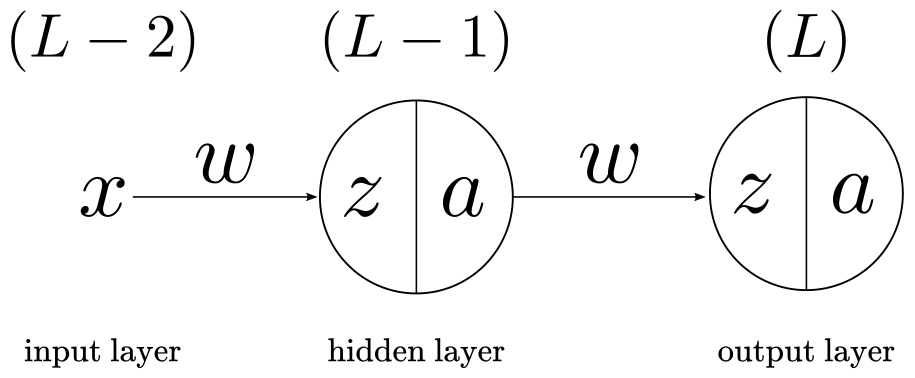 (L − 2) (L − 1) (L)
w w
x z a z a
input layer hidden layer output layer